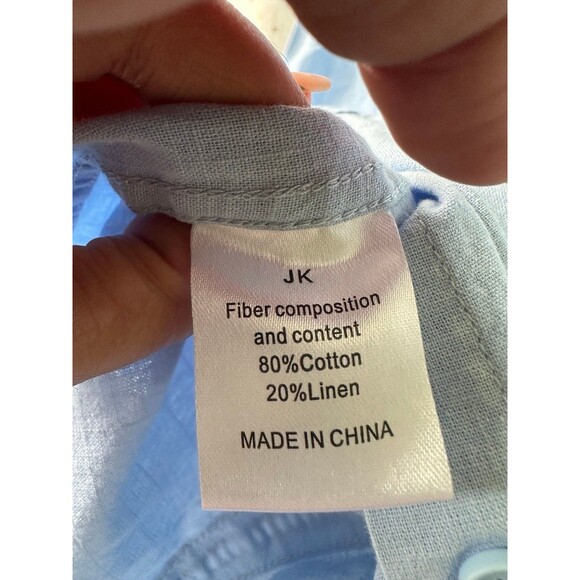 JK
Fiber composition
and content
80%Cotton
20%Linen
MADE IN CHINA